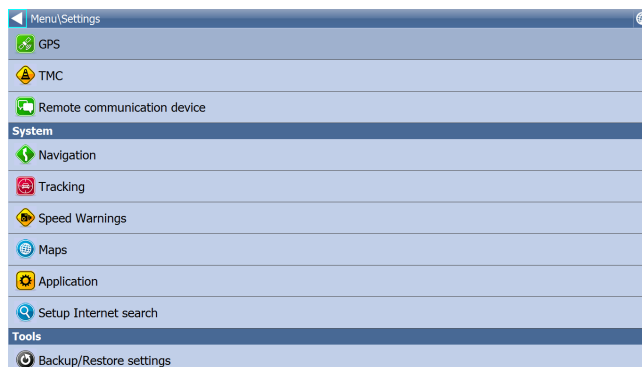 Menu\Settings
GPS
TMC
Remote communication device
System
Navigation
Tracking
Speed Warnings
Maps
Application
Setup Internet search
Tools
Backup/Restore settings